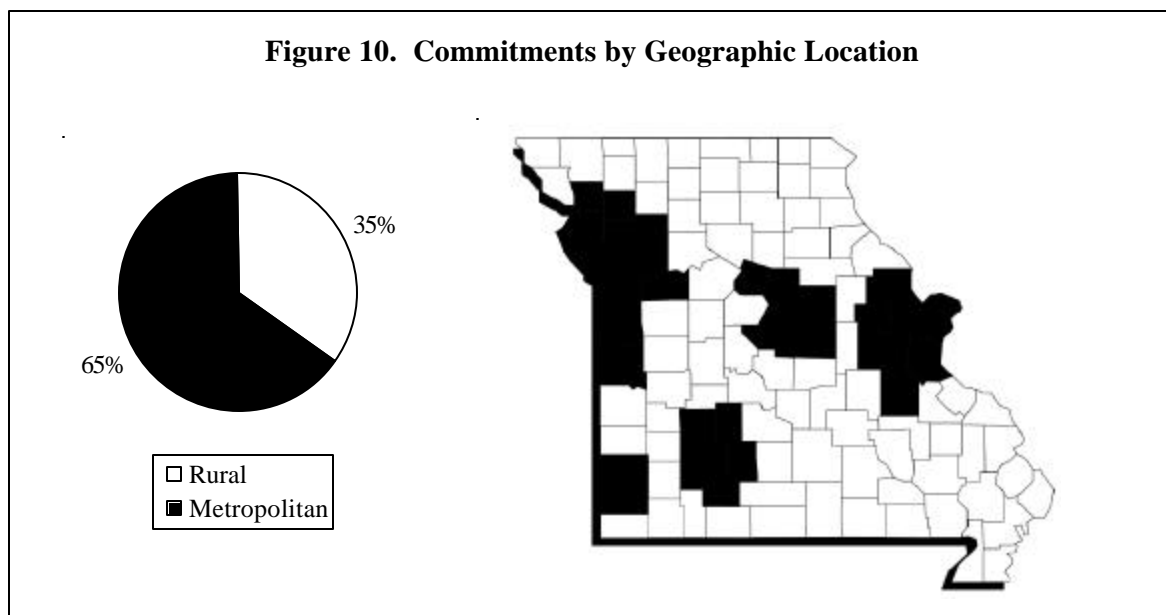 Figure 10. Commitments by Geographic Location
35%
65%
Rural
Metropolitan